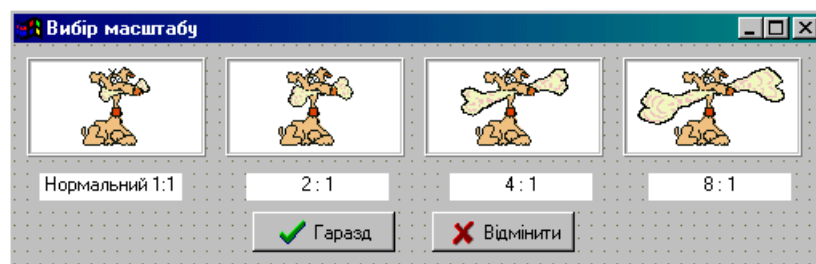 Вибір масштабу
Нормальний 1:1
2 : 1
4 : 1
8 : 1
Гаразд
Відмінити